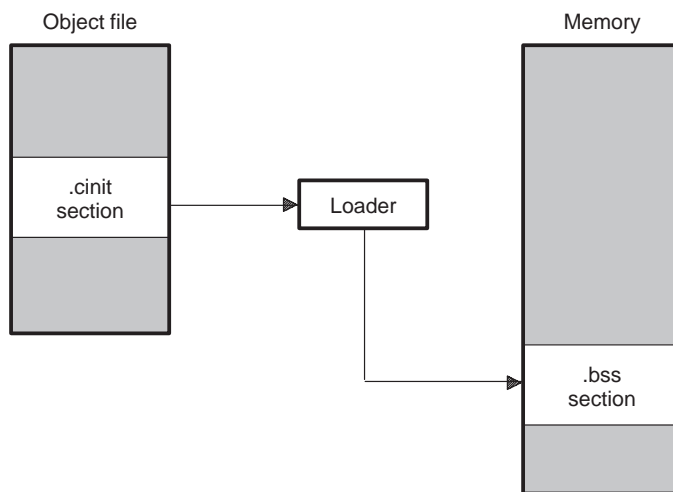 Object file
Memory
.cinit
section
Loader
.bss
section